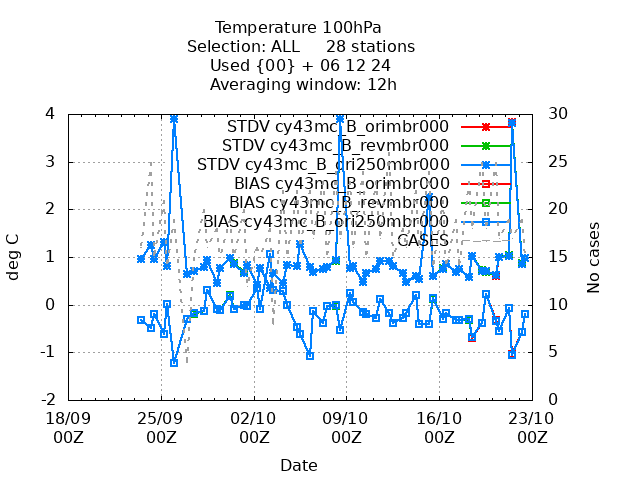 Temperature 100hPa
Selection: ALL 28 stations
Used {00} + 06 12 24
Averaging window: 12h
4
3
2
1
0
-1
-2
30
25
20
15
10
5
0
deg C
No cases
STDV cy43mc_B_orimbr000
STDV cy43mc_B_revmbr000
STDV cy43mc_B_ori250mbr000
BIAS cy43mc_B_orimbr000
BIAS cy43mc_B_revmbr000
BIAS cy43mc_B_ori250mbr000
CASES
18/09 25/09 02/10 09/10 16/10 23/10
00Z 00Z 00Z 00Z 00Z 00Z
Date